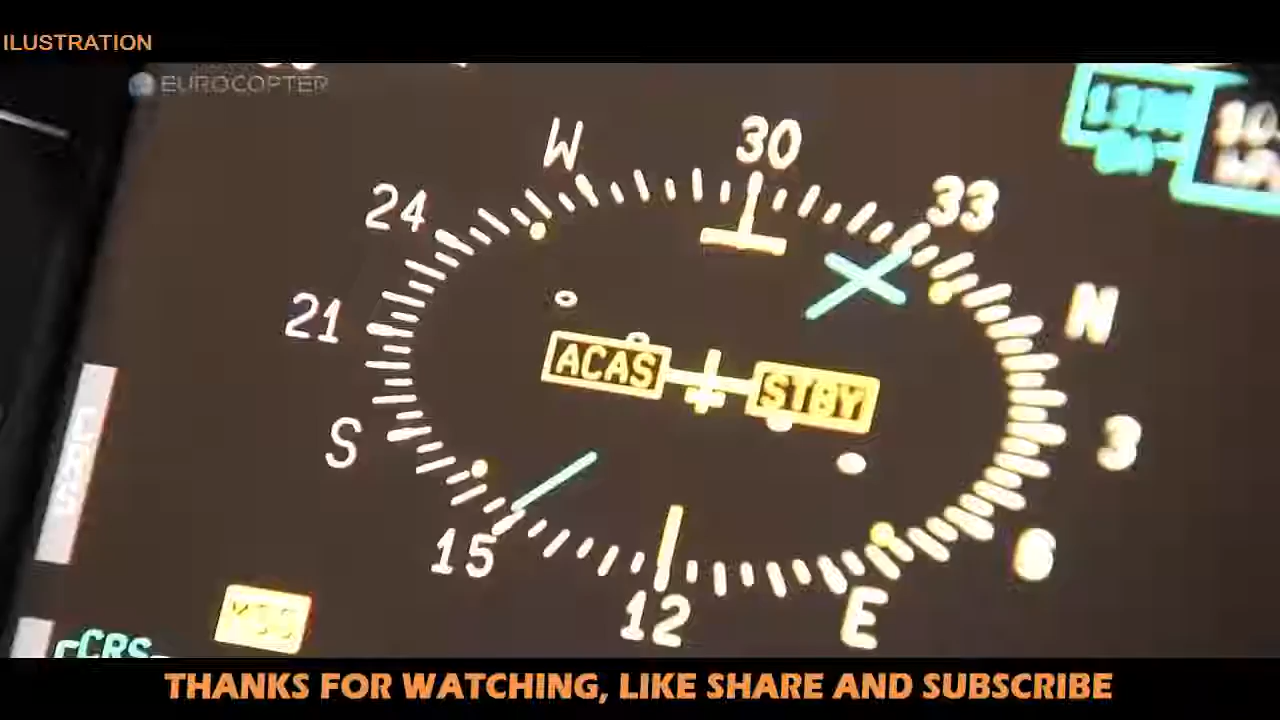 ILUSTRATION
EUROCOPTER
W
30
33
24
N
21
ACAS
STBY
S
3
15
6
12
E
CRS
THANKS FOR WATCHING, LIKE SHARE AND SUBSCRIBE